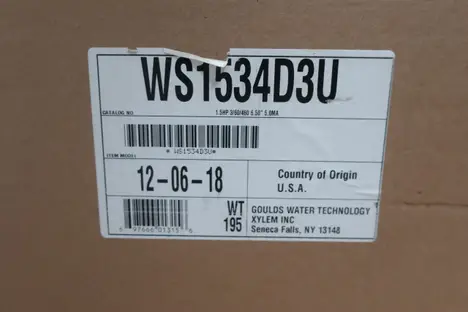 WS1534D3U
CATALOG NO.
1.5HP 3/60/460 5.50" 5.0MA
* WS1534D3U*
ITEM MODEL
12-06-18
Country of Origin
U.S.A.
WT
195
GOULDS WATER TECHNOLOGY
XYLEM INC
Seneca Falls, NY 13148